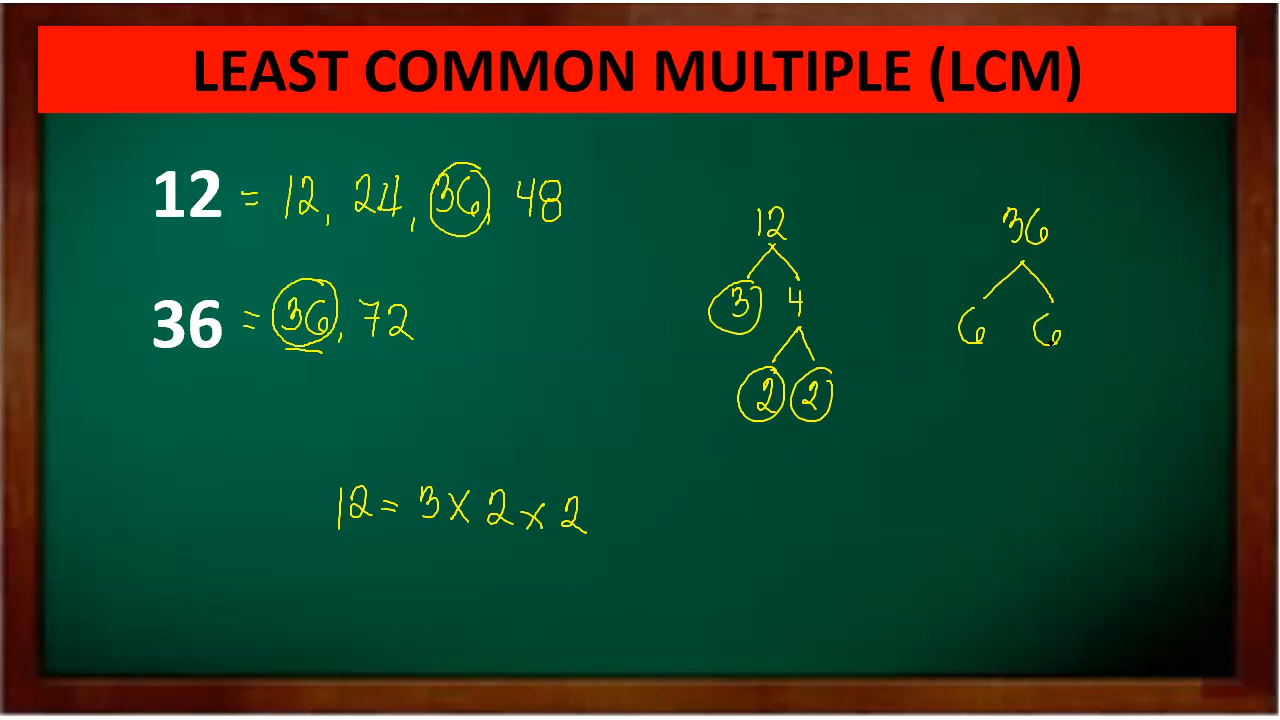 LEAST COMMON MULTIPLE (LCM)
12 = 12, 24, 36, 48
36 = 36, 72
12
3 4
2 2
36
6 6
12 = 3 x 2 x 2